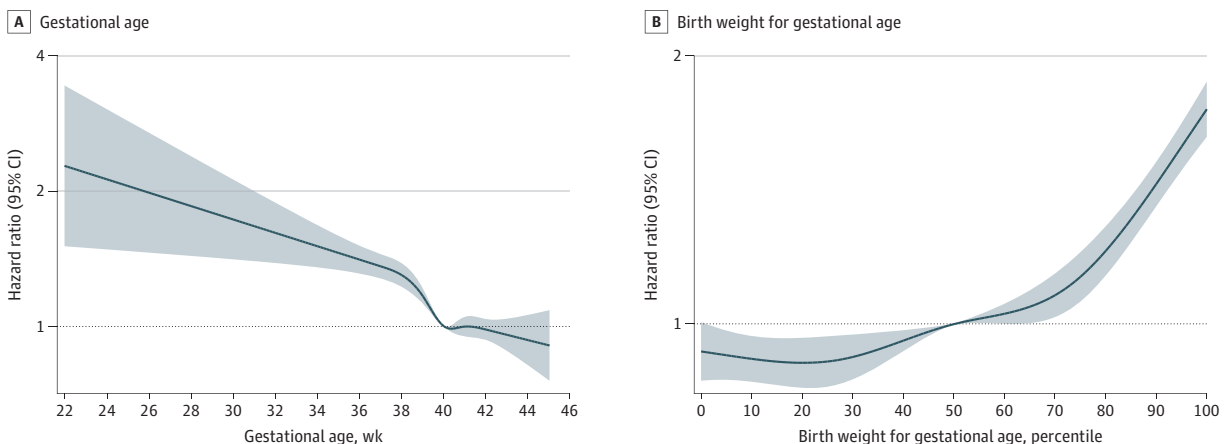 A Gestational age
4
2
1
Hazard ratio (95% CI)
22 24 26 28 30 32 34 36 38 40 42 44 46
Gestational age, wk
B Birth weight for gestational age
2
1
Hazard ratio (95% CI)
0 10 20 30 40 50 60 70 80 90 100
Birth weight for gestational age, percentile